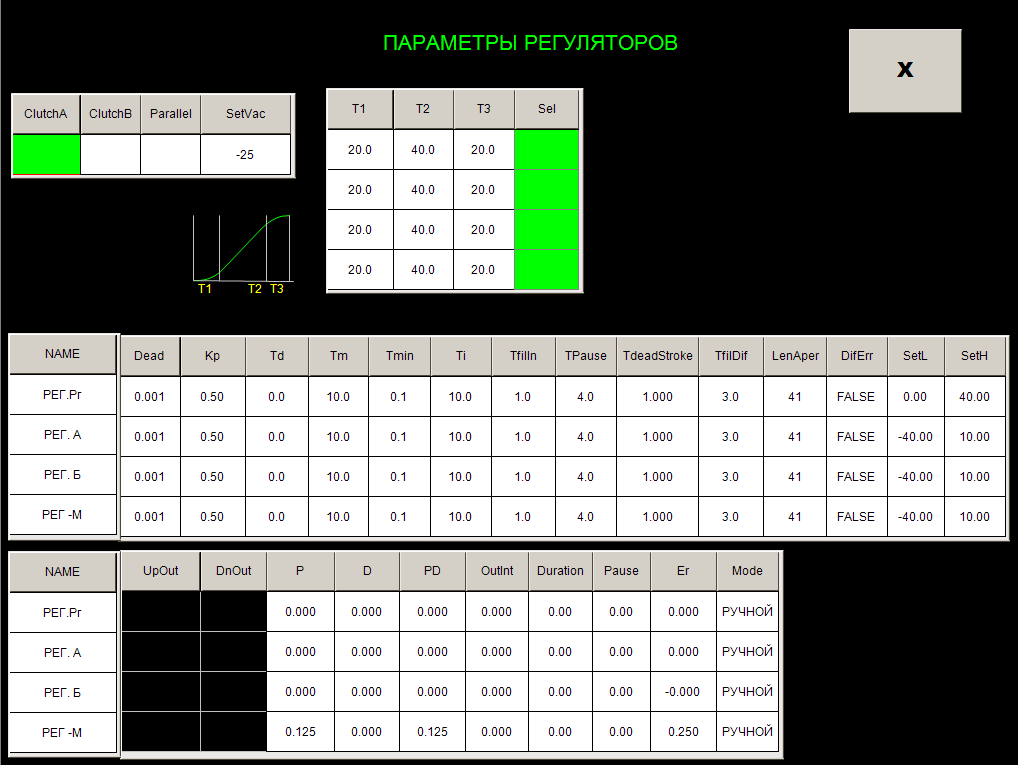 ПАРАМЕТРЫ РЕГУЛЯТОРОВ
X
ClutchA ClutchB Parallel SetVac
-25
T1 T2 T3 Sel
20.0 40.0 20.0
20.0 40.0 20.0
20.0 40.0 20.0
20.0 40.0 20.0
T1 T2 T3
NAME Dead Kp Td Tm Tmin Ti TfilIn TPause TdeadStroke TfilDif LenAper DifErr SetL SetH
РЕГ.Рг 0.001 0.50 0.0 10.0 0.1 10.0 1.0 4.0 1.000 3.0 41 FALSE 0.00 40.00
РЕГ. А 0.001 0.50 0.0 10.0 0.1 10.0 1.0 4.0 1.000 3.0 41 FALSE -40.00 10.00
РЕГ. Б 0.001 0.50 0.0 10.0 0.1 10.0 1.0 4.0 1.000 3.0 41 FALSE -40.00 10.00
РЕГ -М 0.001 0.50 0.0 10.0 0.1 10.0 1.0 4.0 1.000 3.0 41 FALSE -40.00 10.00
NAME UpOut DnOut P D PD OutInt Duration Pause Er Mode
РЕГ.Рг 0.000 0.000 0.000 0.000 0.00 0.00 0.000 РУЧНОЙ
РЕГ. А 0.000 0.000 0.000 0.000 0.00 0.00 0.000 РУЧНОЙ
РЕГ. Б 0.000 0.000 0.000 0.000 0.00 0.00 -0.000 РУЧНОЙ
РЕГ -М 0.125 0.000 0.125 0.000 0.00 0.00 0.250 РУЧНОЙ